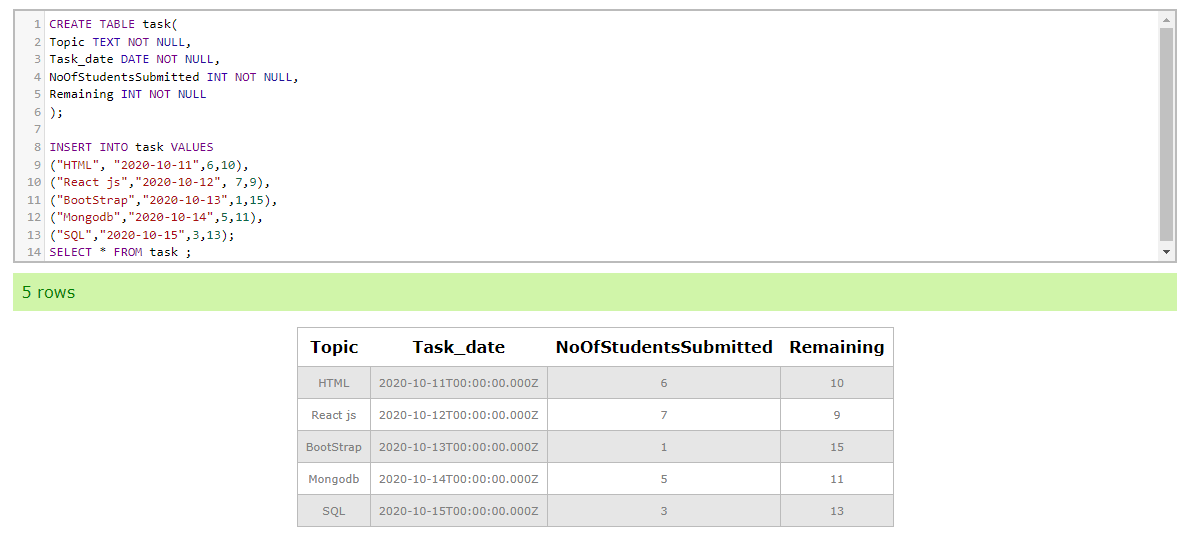 1 CREATE TABLE task(
2 Topic TEXT NOT NULL,
3 Task_date DATE NOT NULL,
4 NoOfStudentsSubmitted INT NOT NULL,
5 Remaining INT NOT NULL
6 );
7
8 INSERT INTO task VALUES
9 ("HTML", "2020-10-11",6,10),
10 ("React js","2020-10-12", 7,9),
11 ("BootStrap","2020-10-13",1,15),
12 ("Mongodb","2020-10-14",5,11),
13 ("SQL","2020-10-15",3,13);
14 SELECT * FROM task ;
5 rows
Topic Task_date NoOfStudentsSubmitted Remaining
HTML 2020-10-11T00:00:00.000Z 6 10
React js 2020-10-12T00:00:00.000Z 7 9
BootStrap 2020-10-13T00:00:00.000Z 1 15
Mongodb 2020-10-14T00:00:00.000Z 5 11
SQL 2020-10-15T00:00:00.000Z 3 13